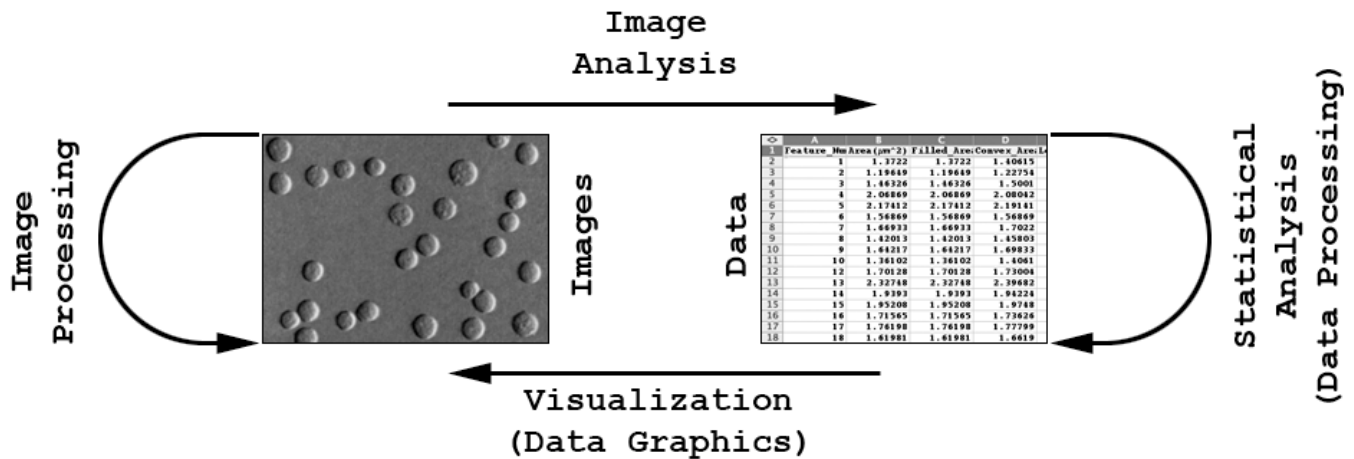 Image
Analysis
Image
Processing
Images
Data
A B C D
1 Feature_Num Area(µm^2) Filled_Area Convex_Area Le
2 1 1.3722 1.3722 1.40615
3 2 1.19649 1.19649 1.22754
4 3 1.46326 1.46326 1.5001
5 4 2.06869 2.06869 2.08042
6 5 2.17412 2.17412 2.19141
7 6 1.56869 1.56869 1.56869
8 7 1.66933 1.66933 1.7022
9 8 1.42013 1.42013 1.45803
10 9 1.64217 1.64217 1.69833
11 10 1.36102 1.36102 1.4061
12 12 1.70128 1.70128 1.73004
13 13 2.32748 2.32748 2.39682
14 14 1.9393 1.9393 1.94224
15 15 1.95208 1.95208 1.9748
16 16 1.71565 1.71565 1.73626
17 17 1.76198 1.76198 1.77799
18 18 1.61981 1.61981 1.6619
Statistical
Analysis
(Data Processing)
Visualization
(Data Graphics)